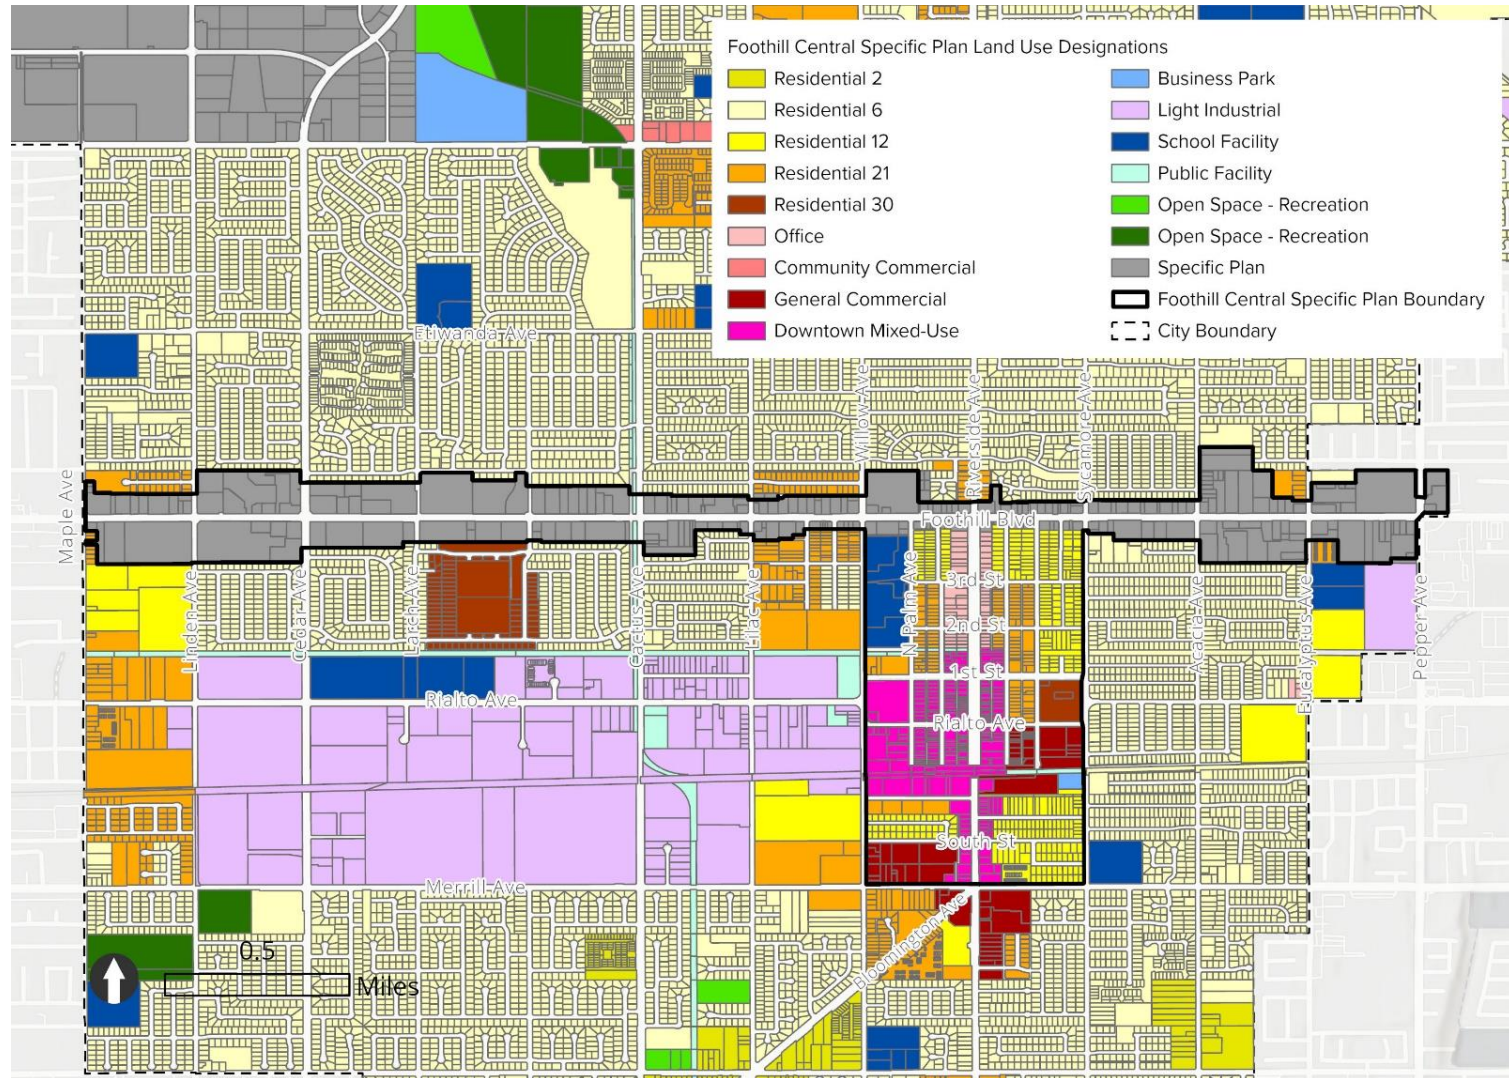 Foothill Central Specific Plan Land Use Designations
Residential 2
Residential 6
Residential 12
Residential 21
Residential 30
Office
Community Commercial
General Commercial
Downtown Mixed-Use
Business Park
Light Industrial
School Facility
Public Facility
Open Space - Recreation
Open Space - Recreation
Specific Plan
Foothill Central Specific Plan Boundary
City Boundary
Etiwanda Ave
Willow Ave
Riverside Ave
Sycamore Ave
Maple Ave
Foothill Blvd
Linden Ave
Cedar Ave
Larch Ave
Cactus Ave
Lilac Ave
N Palm Ave
3rd St
2nd St
1st St
Acacia Ave
Eucalyptus Ave
Pepper Ave
Rialto Ave
Rialto Ave
South St
Merrill Ave
Bloomington Ave
0.5
Miles